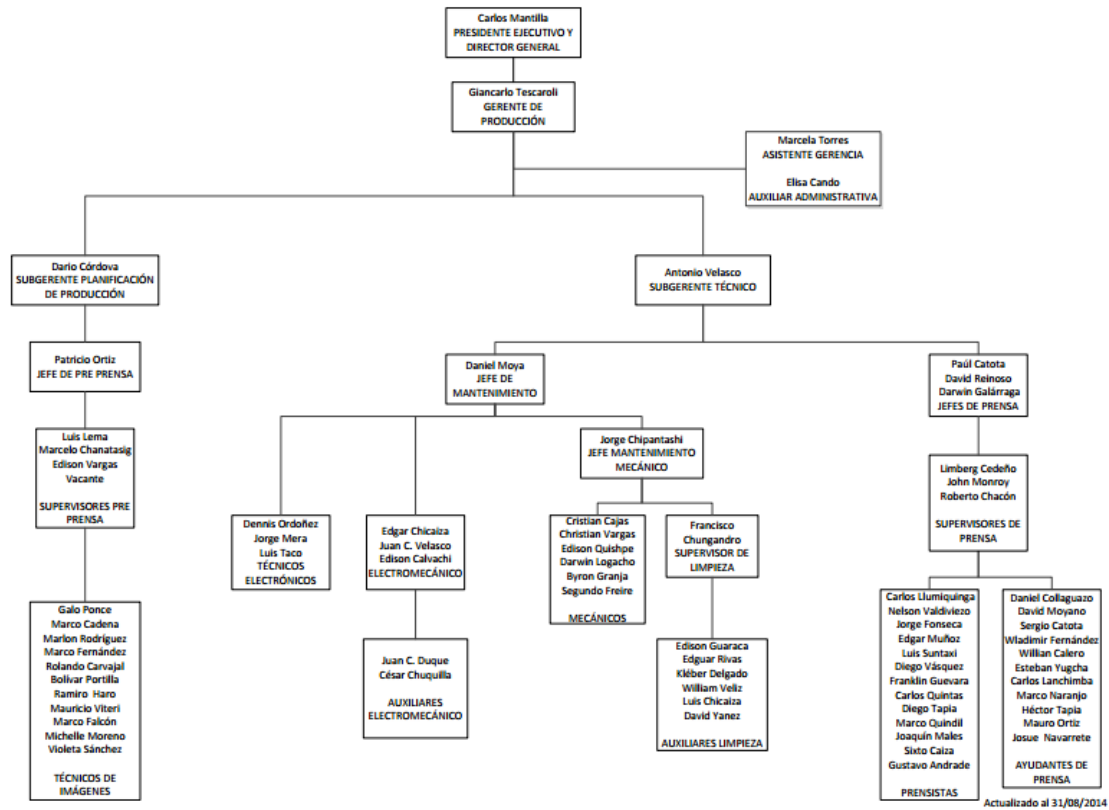 Carlos Mantilla
PRESIDENTE EJECUTIVO Y
DIRECTOR GENERAL
Giancarlo Tescaroli
GERENTE DE
PRODUCCIÓN
Marcela Torres
ASISTENTE GERENCIA
Elisa Cando
AUXILIAR ADMINISTRATIVA
Dario Córdova
SUBGERENTE PLANIFICACIÓN
DE PRODUCCIÓN
Antonio Velasco
SUBGERENTE TÉCNICO
Patricio Ortiz
JEFE DE PRE PRENSA
Daniel Moya
JEFE DE
MANTENIMIENTO
Paúl Catota
David Reinoso
Darwin Galárraga
JEFES DE PRENSA
Luis Lema
Marcelo Chanatasig
Edison Vargas
Vacante
SUPERVISORES PRE
PRENSA
Jorge Chipantashi
JEFE MANTENIMIENTO
MECÁNICO
Limberg Cedeño
John Monroy
Roberto Chacón
SUPERVISORES DE
PRENSA
Dennis Ordoñez
Jorge Mera
Luis Taco
TÉCNICOS
ELECTRÓNICOS
Edgar Chicaiza
Juan C. Velasco
Edison Calvachi
ELECTROMECÁNICO
Cristian Cajas
Christian Vargas
Edison Quishpe
Darwin Logacho
Byron Granja
Segundo Freire
MECÁNICOS
Francisco
Chungandro
SUPERVISOR DE
LIMPIEZA
Galo Ponce
Marco Cadena
Marlon Rodríguez
Marco Fernández
Rolando Carvajal
Bolívar Portilla
Ramiro Haro
Mauricio Viteri
Marco Falcón
Michelle Moreno
Violeta Sánchez
TÉCNICOS DE
IMÁGENES
Juan C. Duque
César Chuquilla
AUXILIARES
ELECTROMECÁNICO
Edison Guaraca
Edguar Rivas
Kléber Delgado
William Veliz
Luis Chicaiza
David Yanez
AUXILIARES LIMPIEZA
Carlos Llumiquinga
Nelson Valdiviezo
Jorge Fonseca
Edgar Muñoz
Luis Suntaxi
Diego Vásquez
Franklin Guevara
Carlos Quintas
Diego Tapia
Marco Quindil
Joaquín Males
Sixto Caiza
Gustavo Andrade
PRENSISTAS
Daniel Collaguazo
David Moyano
Sergio Catota
Wladimir Fernández
Willian Calero
Esteban Yugcha
Carlos Lanchimba
Marco Naranjo
Héctor Tapia
Mauro Ortiz
Josue Navarrete
AYUDANTES DE
PRENSA
Actualizado al 31/08/2014